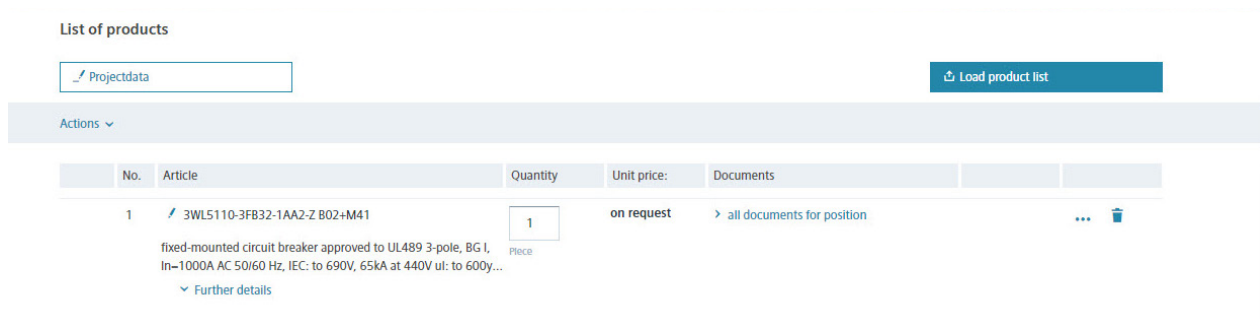 List of products
Projectdata
Load product list
Actions
No. Article Quantity Unit price: Documents
1 3WL5110-3FB32-1AA2-Z B02+M41 1 on request all documents for position ...
fixed-mounted circuit breaker approved to UL489 3-pole, BG I, Piece
In=1000A AC 50/60 Hz, IEC: to 690V, 65kA at 440V ul: to 600y...
Further details